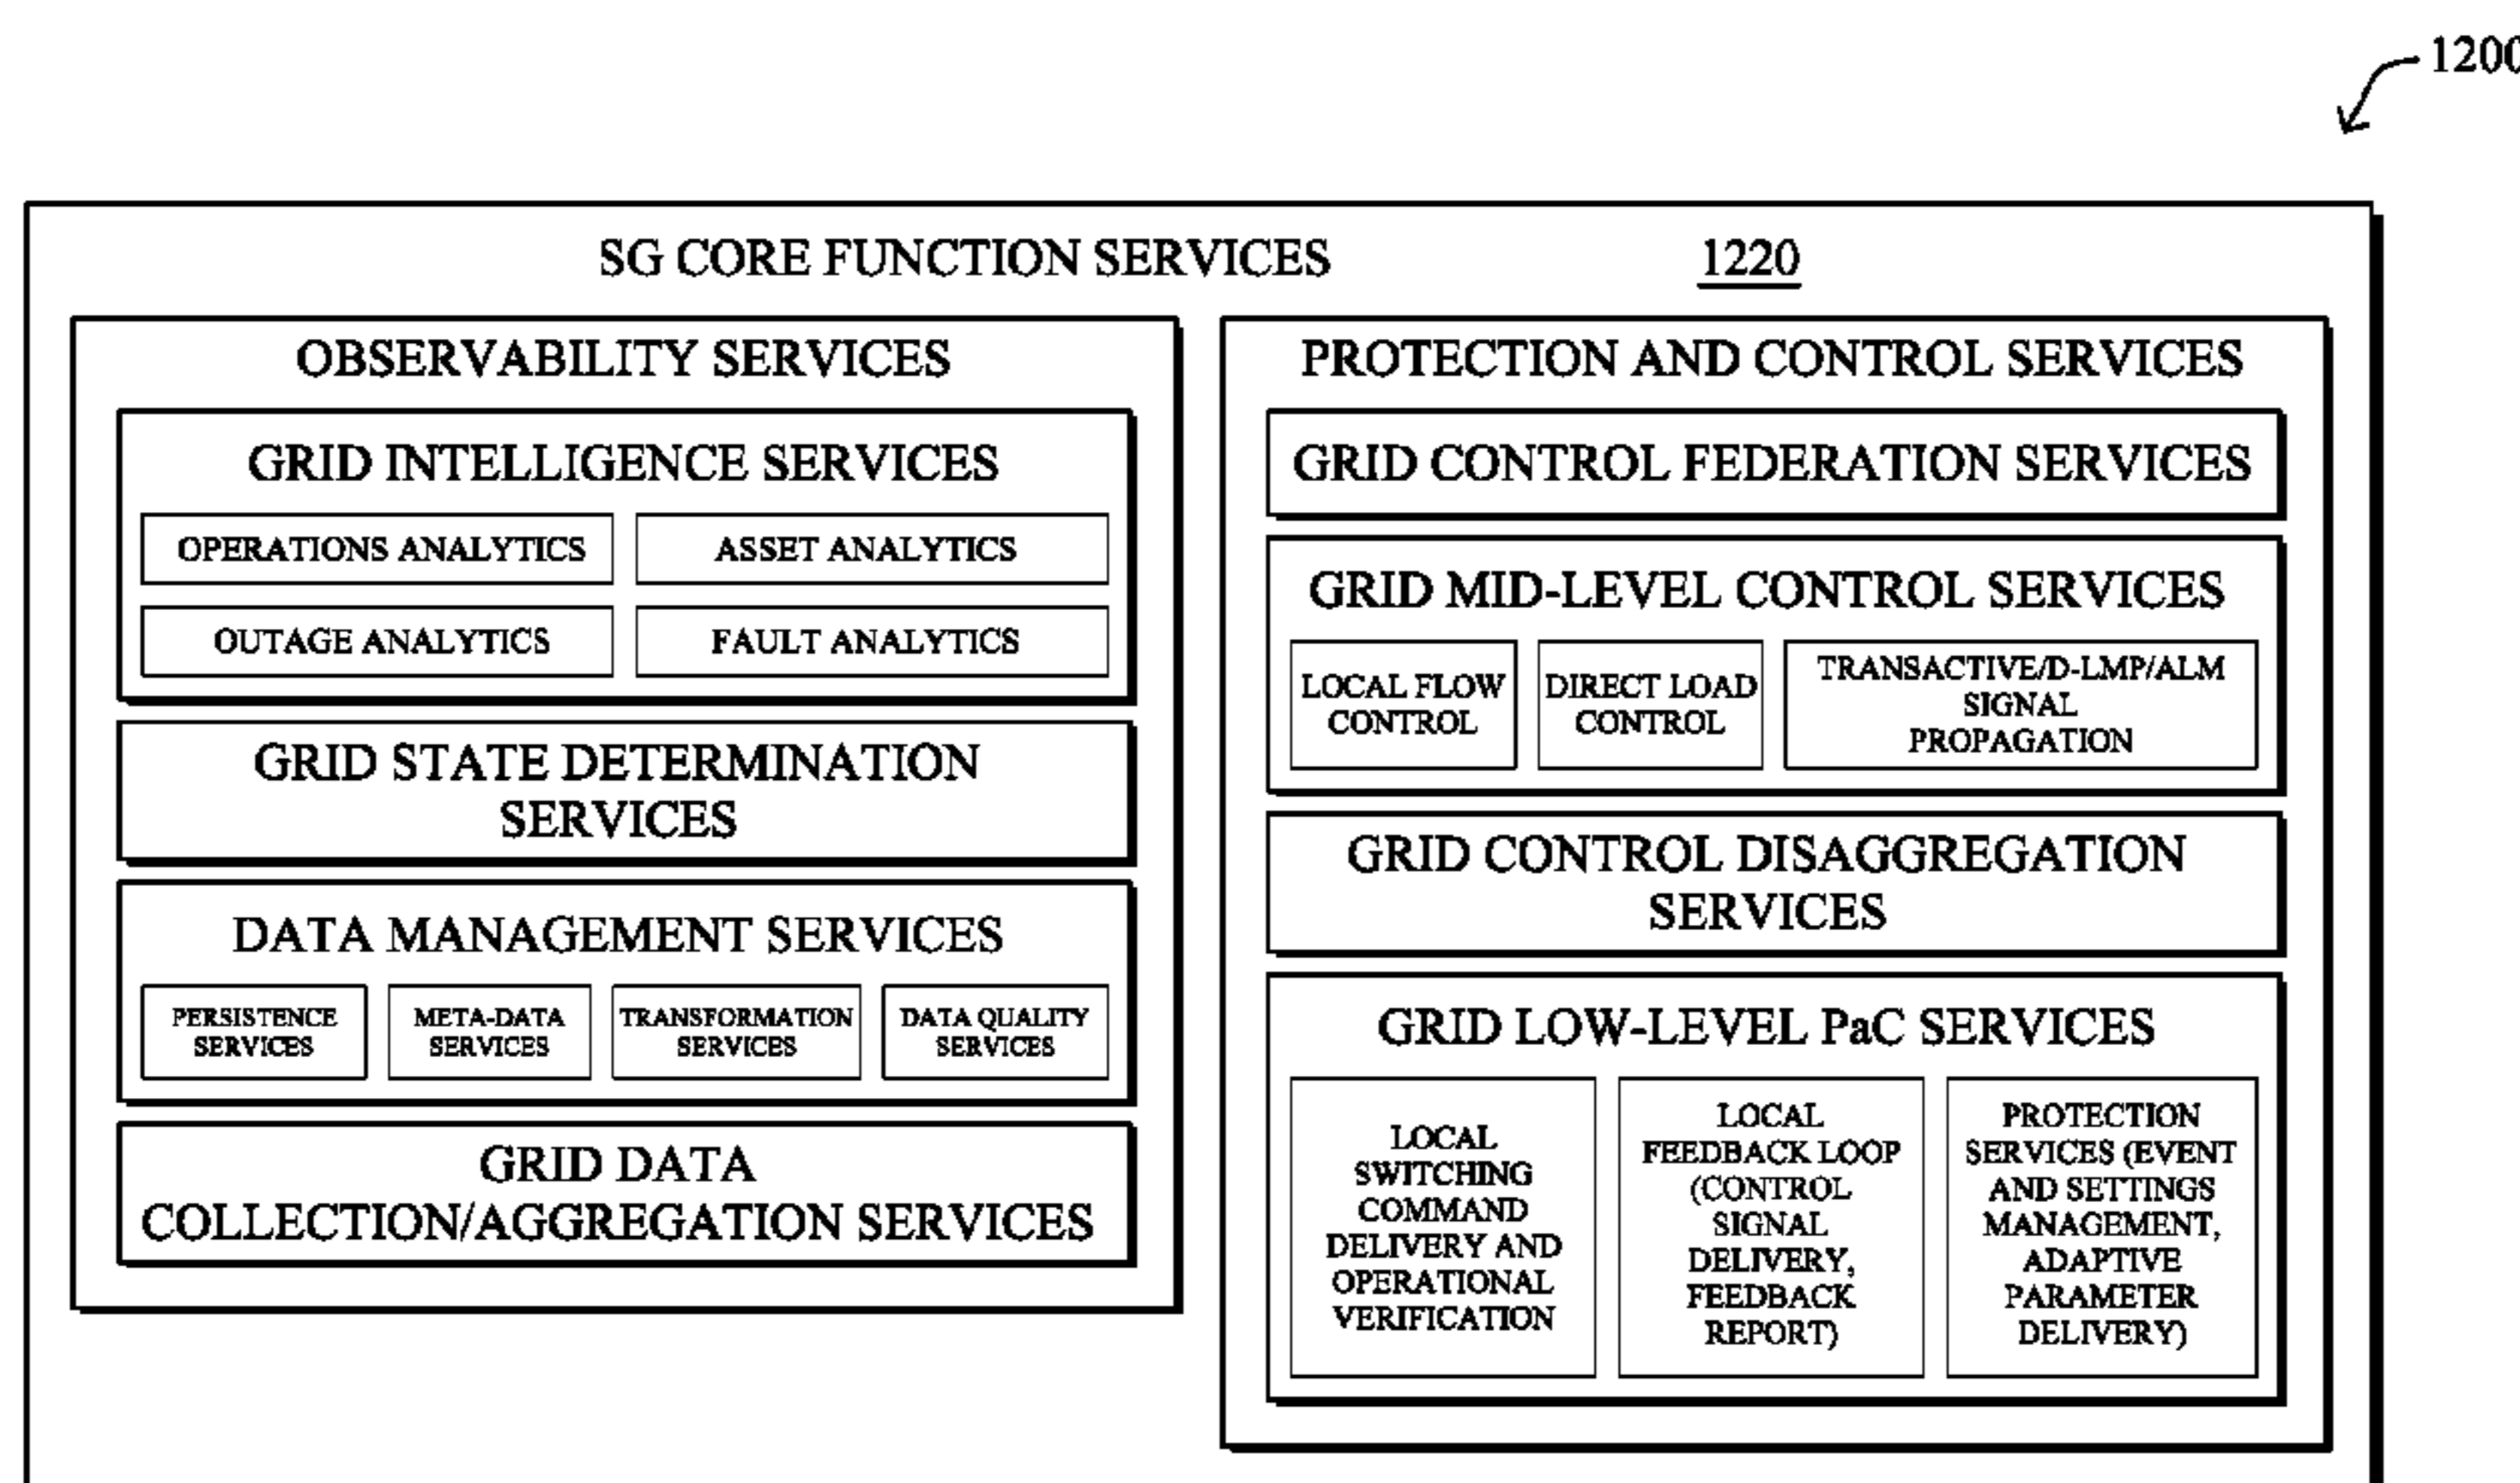 1200
SG CORE FUNCTION SERVICES 1220
OBSERVABILITY SERVICES
GRID INTELLIGENCE SERVICES
OPERATIONS ANALYTICS
ASSET ANALYTICS
OUTAGE ANALYTICS
FAULT ANALYTICS
GRID STATE DETERMINATION
SERVICES
DATA MANAGEMENT SERVICES
PERSISTENCE
SERVICES
META-DATA
SERVICES
TRANSFORMATION
SERVICES
DATA QUALITY
SERVICES
GRID DATA
COLLECTION/AGGREGATION SERVICES
PROTECTION AND CONTROL SERVICES
GRID CONTROL FEDERATION SERVICES
GRID MID-LEVEL CONTROL SERVICES
LOCAL FLOW
CONTROL
DIRECT LOAD
CONTROL
TRANSACTIVE/D-LMP/ALM
SIGNAL
PROPAGATION
GRID CONTROL DISAGGREGATION
SERVICES
GRID LOW-LEVEL PaC SERVICES
LOCAL
SWITCHING
COMMAND
DELIVERY AND
OPERATIONAL
VERIFICATION
LOCAL
FEEDBACK LOOP
(CONTROL
SIGNAL
DELIVERY,
FEEDBACK
REPORT)
PROTECTION
SERVICES (EVENT
AND SETTINGS
MANAGEMENT,
ADAPTIVE
PARAMETER
DELIVERY)